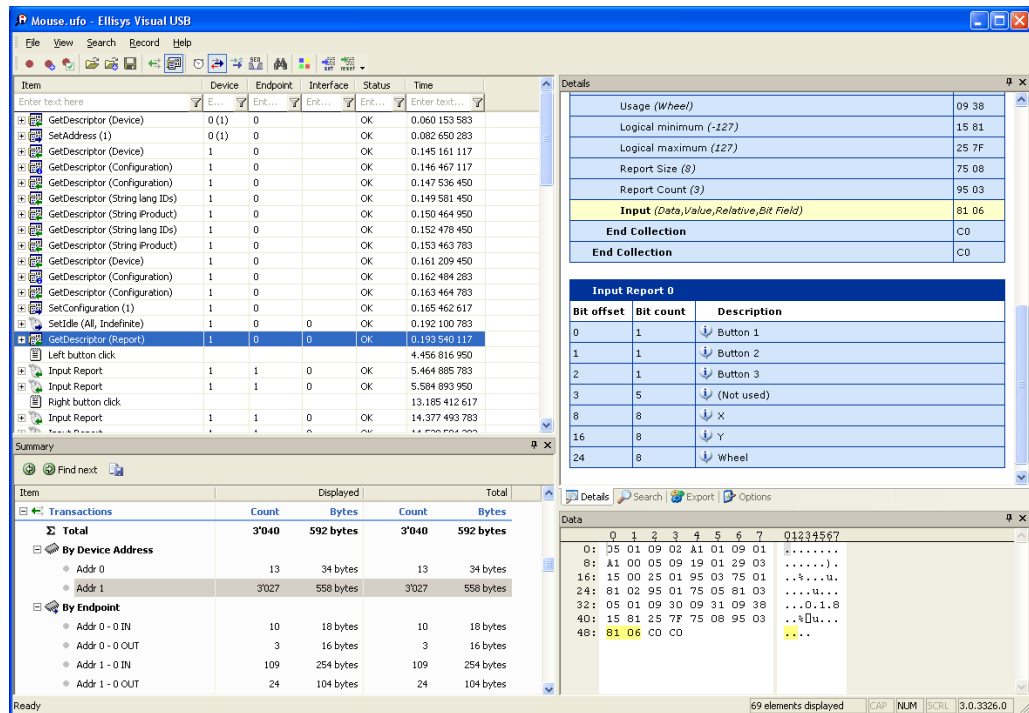 Mouse.ufo - Ellisys Visual USB
File View Search Record Help
Item Device Endpoint Interface Status Time
Enter text here E... Ent... Ent... Ent... Enter text...
GetDescriptor (Device) 0 (1) 0 OK 0.060 153 583
SetAddress (1) 0 (1) 0 OK 0.082 650 283
GetDescriptor (Device) 1 0 OK 0.145 161 117
GetDescriptor (Configuration) 1 0 OK 0.146 467 117
GetDescriptor (Configuration) 1 0 OK 0.147 536 450
GetDescriptor (String lang IDs) 1 0 OK 0.149 581 450
GetDescriptor (String iProduct) 1 0 OK 0.150 464 950
GetDescriptor (String lang IDs) 1 0 OK 0.152 478 450
GetDescriptor (String iProduct) 1 0 OK 0.153 463 783
GetDescriptor (Device) 1 0 OK 0.161 209 450
GetDescriptor (Configuration) 1 0 OK 0.162 484 283
GetDescriptor (Configuration) 1 0 OK 0.163 464 783
SetConfiguration (1) 1 0 OK 0.165 462 617
SetIdle (All, Indefinite) 1 0 0 OK 0.192 100 783
GetDescriptor (Report) 1 0 0 OK 0.193 540 117
Left button click 4.456 816 950
Input Report 1 1 0 OK 5.464 885 783
Input Report 1 1 0 OK 5.584 893 950
Right button click 13.185 412 617
Input Report 1 1 0 OK 14.377 493 783
Summary
Find next
Item Displayed Total
Transactions Count Bytes Count Bytes
Σ Total 3'040 592 bytes 3'040 592 bytes
By Device Address
Addr 0 13 34 bytes 13 34 bytes
Addr 1 3'027 558 bytes 3'027 558 bytes
By Endpoint
Addr 0 - 0 IN 10 18 bytes 10 18 bytes
Addr 0 - 0 OUT 3 16 bytes 3 16 bytes
Addr 1 - 0 IN 109 254 bytes 109 254 bytes
Addr 1 - 0 OUT 24 104 bytes 24 104 bytes
Details
Usage (Wheel) 09 38
Logical minimum (-127) 15 81
Logical maximum (127) 25 7F
Report Size (8) 75 08
Report Count (3) 95 03
Input (Data,Value,Relative,Bit Field) 81 06
End Collection C0
End Collection C0
Input Report 0
Bit offset Bit count Description
0 1 Button 1
1 1 Button 2
2 1 Button 3
3 5 (Not used)
8 8 X
16 8 Y
24 8 Wheel
Details Search Export Options
Data
0 1 2 3 4 5 6 7 01234567
0: 05 01 09 02 A1 01 09 01 ........
8: A1 00 05 09 19 01 29 03 ......).
16: 15 00 25 01 95 03 75 01 ..%...u.
24: 81 02 95 01 75 05 81 03 ....u...
32: 05 01 09 30 09 31 09 38 ...0.1.8
40: 15 81 25 7F 75 08 95 03 ..%▯u...
48: 81 06 C0 C0 ....
Ready 69 elements displayed CAP NUM SCRL 3.0.3326.0